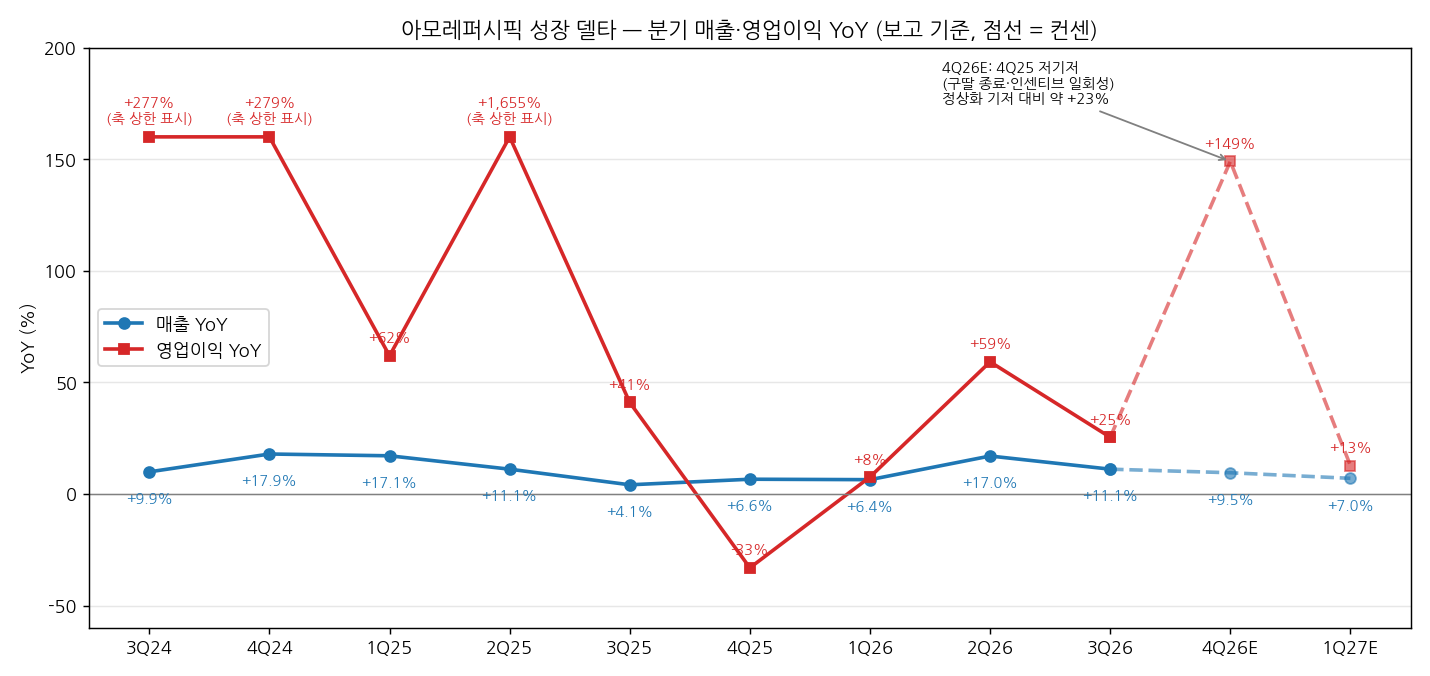 아모레퍼시픽 성장 델타 — 분기 매출·영업이익 YoY (보고 기준, 점선 = 컨센)
YoY (%)
200
150
100
50
0
-50
+277%
(축 상한 표시)
+279%
(축 상한 표시)
+62%
+1,655%
(축 상한 표시)
+41%
-33%
+8%
+59%
+25%
+149%
+13%
4Q26E: 4Q25 저기저
(구딸 종료·인센티브 일회성)
정상화 기저 대비 약 +23%
매출 YoY
영업이익 YoY
+9.9%
+17.9%
+17.1%
+11.1%
+4.1%
+6.6%
+6.4%
+17.0%
+11.1%
+9.5%
+7.0%
3Q24
4Q24
1Q25
2Q25
3Q25
4Q25
1Q26
2Q26
3Q26
4Q26E
1Q27E